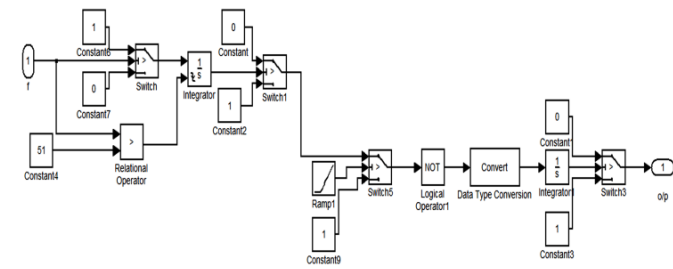 1
Constant6
0
Constant
1
f
>
Switch
1
s
Integrator
>
Switch1
0
Constant7
1
Constant2
51
Constant4
>
Relational
Operator
0
Constant1
Ramp1
>
Switch5
NOT
Logical
Operator1
Convert
Data Type Conversion
1
s
Integrator1
>
Switch3
1
o/p
1
Constant9
1
Constant3